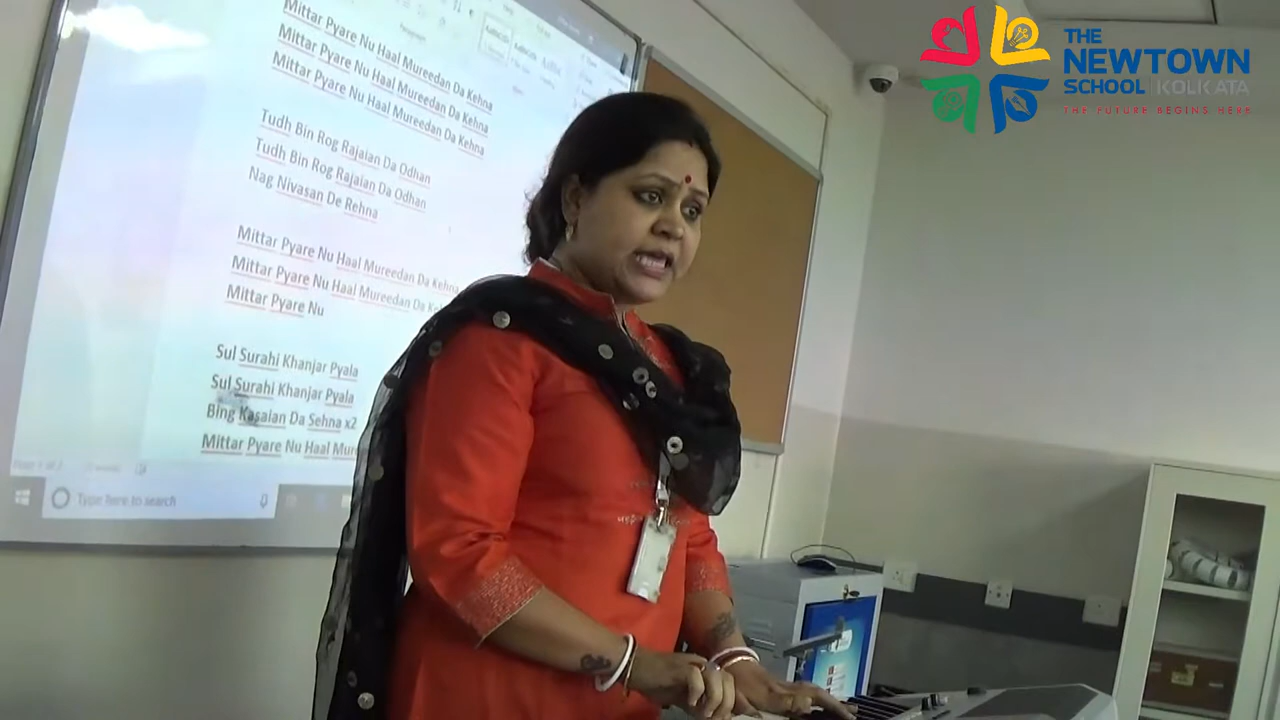 Mittar Pyare Nu Haal Mureedan Da Kehna
Mittar Pyare Nu Haal Mureedan Da Kehna
Mittar Pyare Nu Haal Mureedan Da Kehna
Tudh Bin Rog Rajaian Da Odhan
Tudh Bin Rog Rajaian Da Odhan
Nag Nivasan De Rehna
Mittar Pyare Nu Haal Mureedan Da Kehna
Mittar Pyare Nu Haal Mureedan Da
Mittar Pyare Nu
Sul Surahi Khanjar Pyala
Sul Surahi Khanjar Pyala
Bing Kasaian Da Sehna x2
Mittar Pyare Nu Haal
Type here to search
THE
NEWTOWN
SCHOOL | KOLKATA
THE FUTURE BEGINS HERE